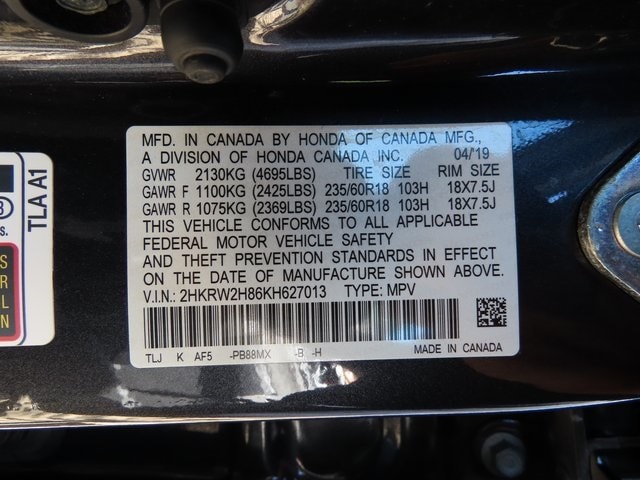 MFD. IN CANADA BY HONDA OF CANADA MFG.,
A DIVISION OF HONDA CANADA INC. 04/19
GVWR 2130KG (4695LBS) TIRE SIZE RIM SIZE
GAWR F 1100KG (2425LBS) 235/60R18 103H 18X7.5J
GAWR R 1075KG (2369LBS) 235/60R18 103H 18X7.5J
THIS VEHICLE CONFORMS TO ALL APPLICABLE
FEDERAL MOTOR VEHICLE SAFETY
AND THEFT PREVENTION STANDARDS IN EFFECT
ON THE DATE OF MANUFACTURE SHOWN ABOVE.
V.I.N.: 2HKRW2H86KH627013 TYPE: MPV
TLJ K AF5 -PB88MX -B -H MADE IN CANADA
TLA A1